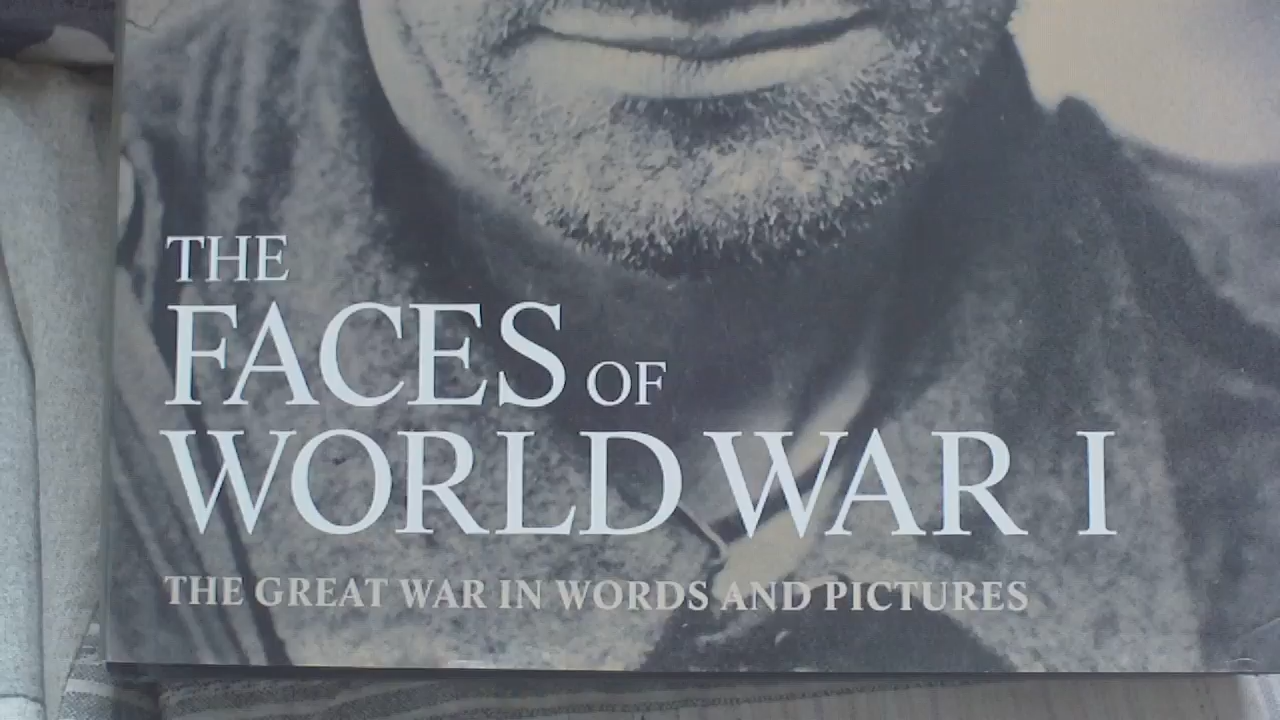 THE
FACES OF
WORLD WAR I
THE GREAT WAR IN WORDS AND PICTURES